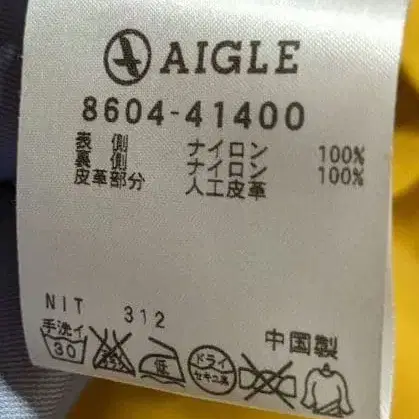 AIGLE
8604-41400
表側 ナイロン 100%
裏側 ナイロン 100%
皮革部分 人工皮革
NIT 312
中国製
手洗イ
30
低
ドライ
セキユ系